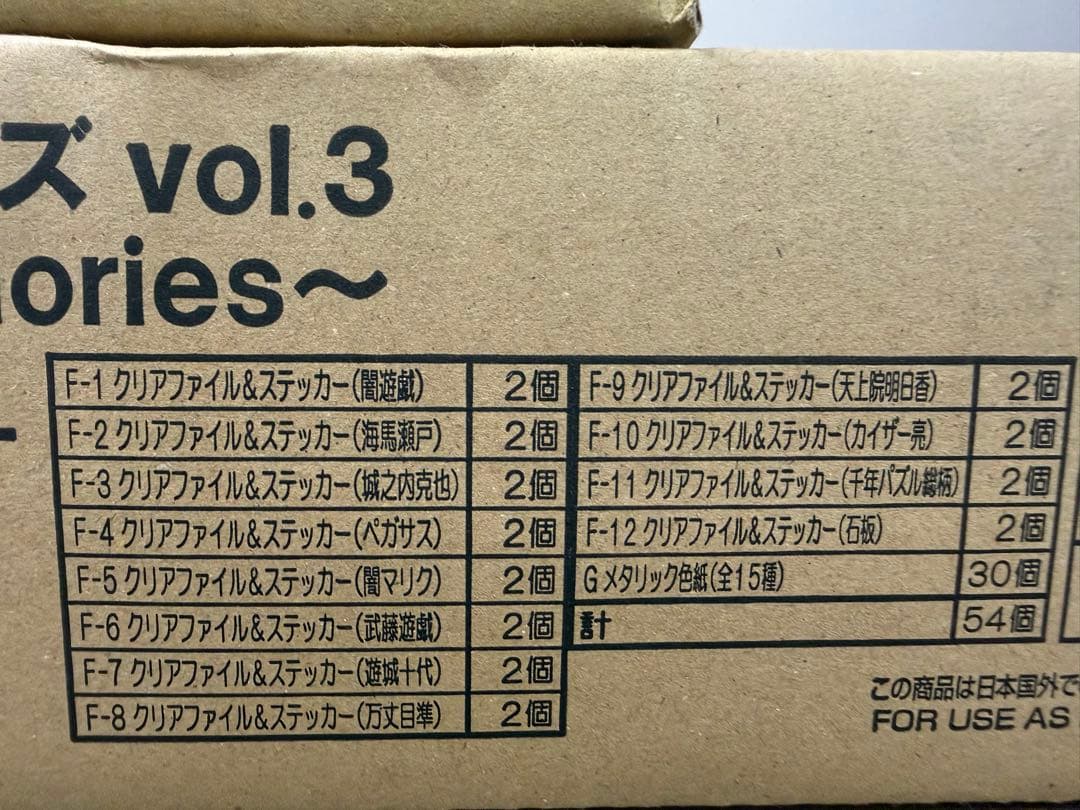 ズ vol.3
ories～
F-1 クリアファイル&ステッカー(闇遊戯) 2個
F-2 クリアファイル&ステッカー(海馬瀬戸) 2個
F-3 クリアファイル&ステッカー(城之内克也) 2個
F-4 クリアファイル&ステッカー(ペガサス) 2個
F-5 クリアファイル&ステッカー(闇マリク) 2個
F-6 クリアファイル&ステッカー(武藤遊戯) 2個
F-7 クリアファイル&ステッカー(遊城十代) 2個
F-8 クリアファイル&ステッカー(万丈目準) 2個
F-9 クリアファイル&ステッカー(天上院明日香) 2個
F-10 クリアファイル&ステッカー(カイザー亮) 2個
F-11 クリアファイル&ステッカー(千年パズル総柄) 2個
F-12 クリアファイル&ステッカー(石板) 2個
G メタリック色紙(全15種) 30個
計 54個
この商品は日本国外で
FOR USE AS